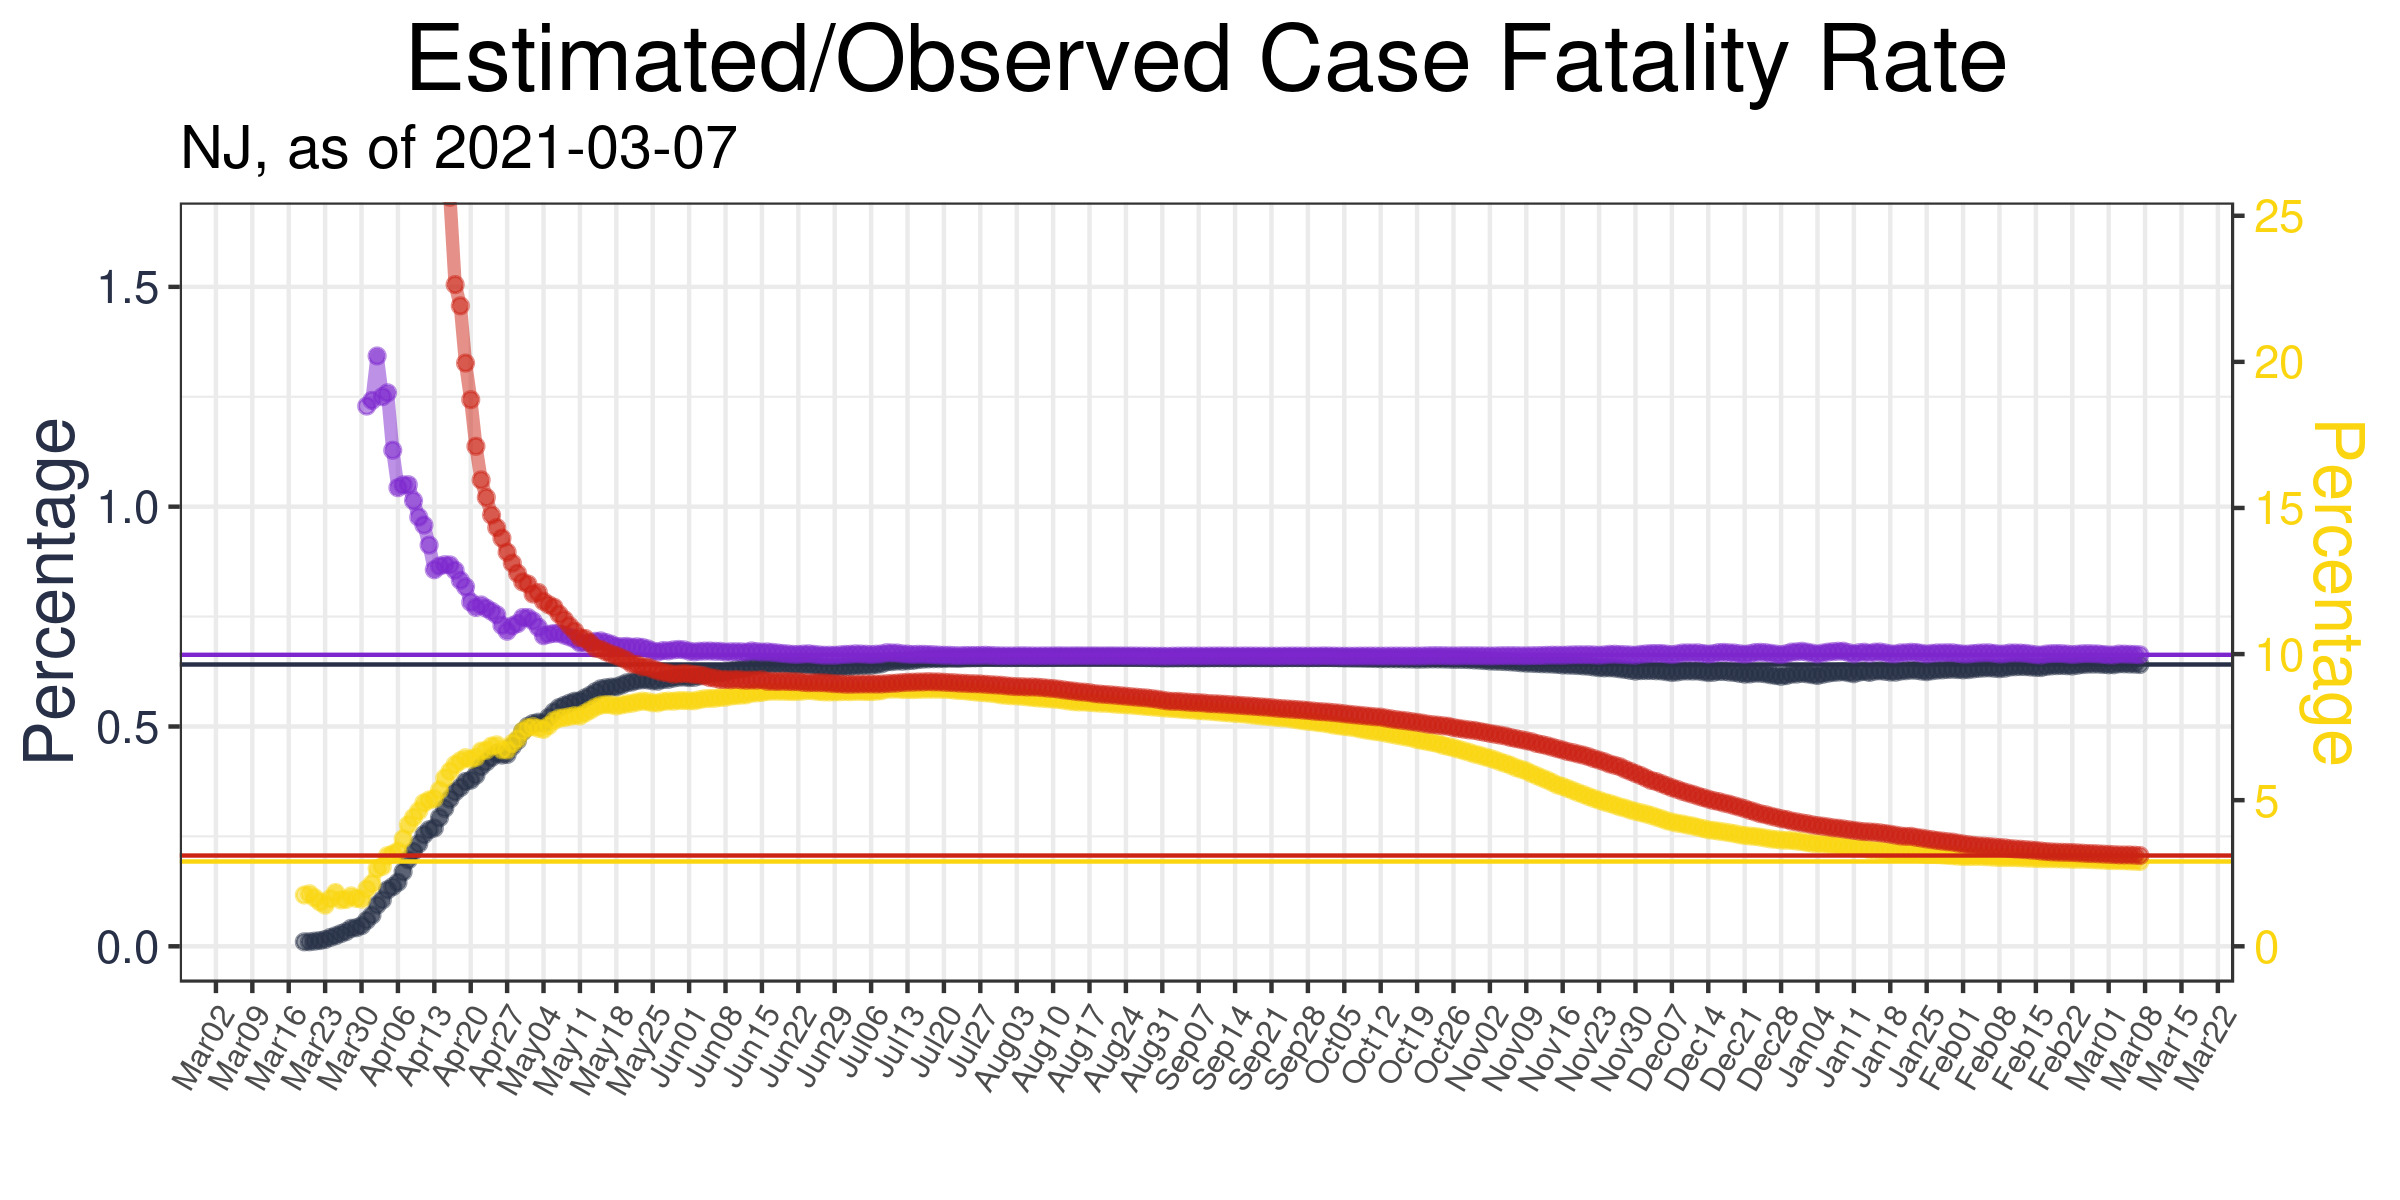 Estimated/Observed Case Fatality Rate
NJ, as of 2021-03-07
Percentage
1.5
1.0
0.5
0.0
25
20
15
10
5
0
Percentage
Mar02
Mar09
Mar16
Mar23
Mar30
Apr06
Apr13
Apr20
Apr27
May04
May11
May18
May25
Jun01
Jun08
Jun15
Jun22
Jun29
Jul06
Jul13
Jul20
Jul27
Aug03
Aug10
Aug17
Aug24
Aug31
Sep07
Sep14
Sep21
Sep28
Oct05
Oct12
Oct19
Oct26
Nov02
Nov09
Nov16
Nov23
Nov30
Dec07
Dec14
Dec21
Dec28
Dec04
Jan11
Jan18
Jan25
Feb01
Feb08
Feb15
Feb22
Mar01
Mar08
Mar15
Mar22